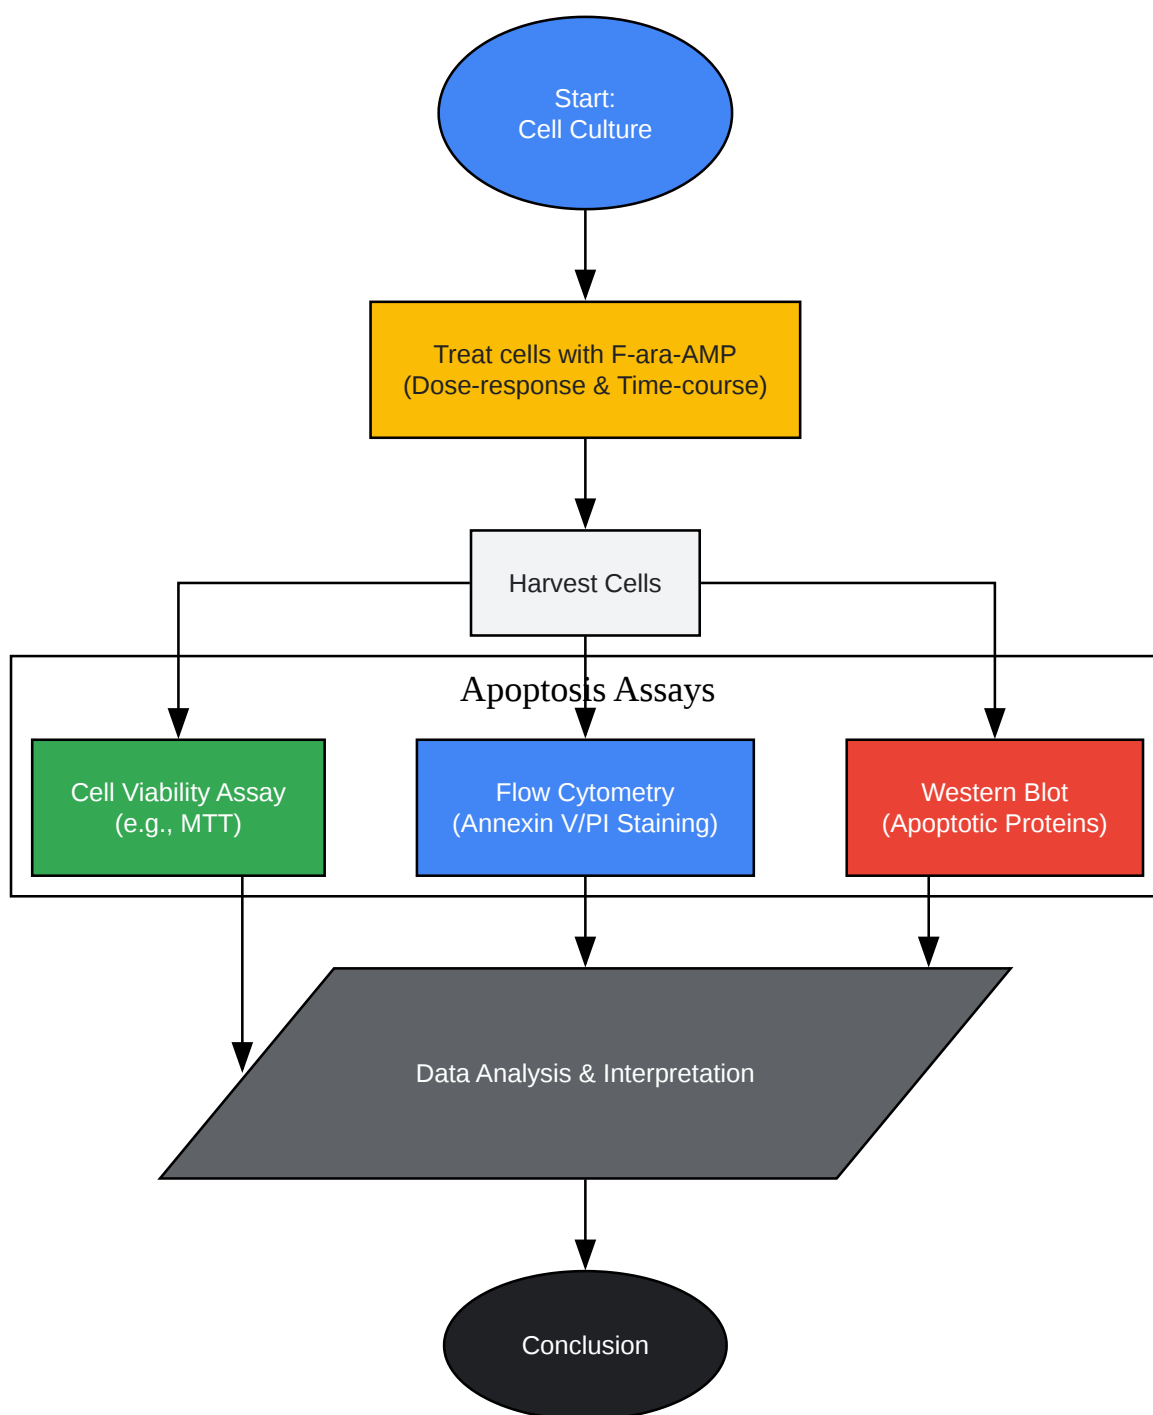 Start:
Cell Culture
Treat cells with F-ara-AMP
(Dose-response & Time-course)
Harvest Cells
Apoptosis Assays
Cell Viability Assay
(e.g., MTT)
Flow Cytometry
(Annexin V/PI Staining)
Western Blot
(Apoptotic Proteins)
Data Analysis & Interpretation
Conclusion